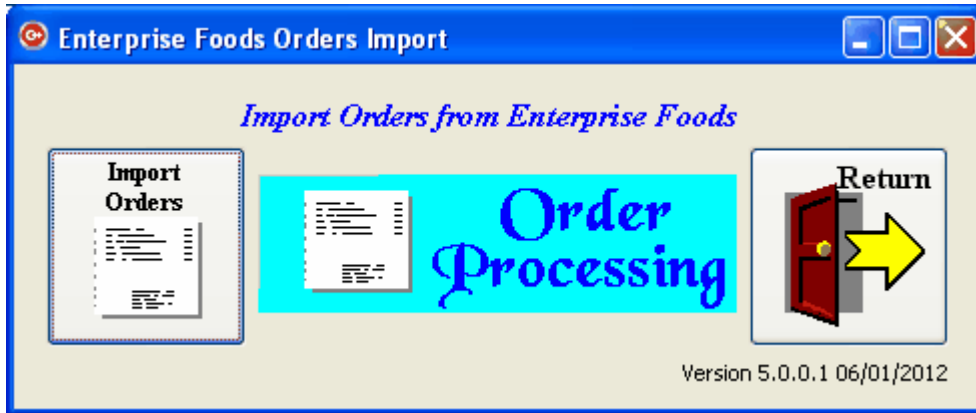 Enterprise Foods Orders Import
Import Orders from Enterprise Foods
Import
Orders
Order
Processing
Return
Version 5.0.0.1 06/01/2012